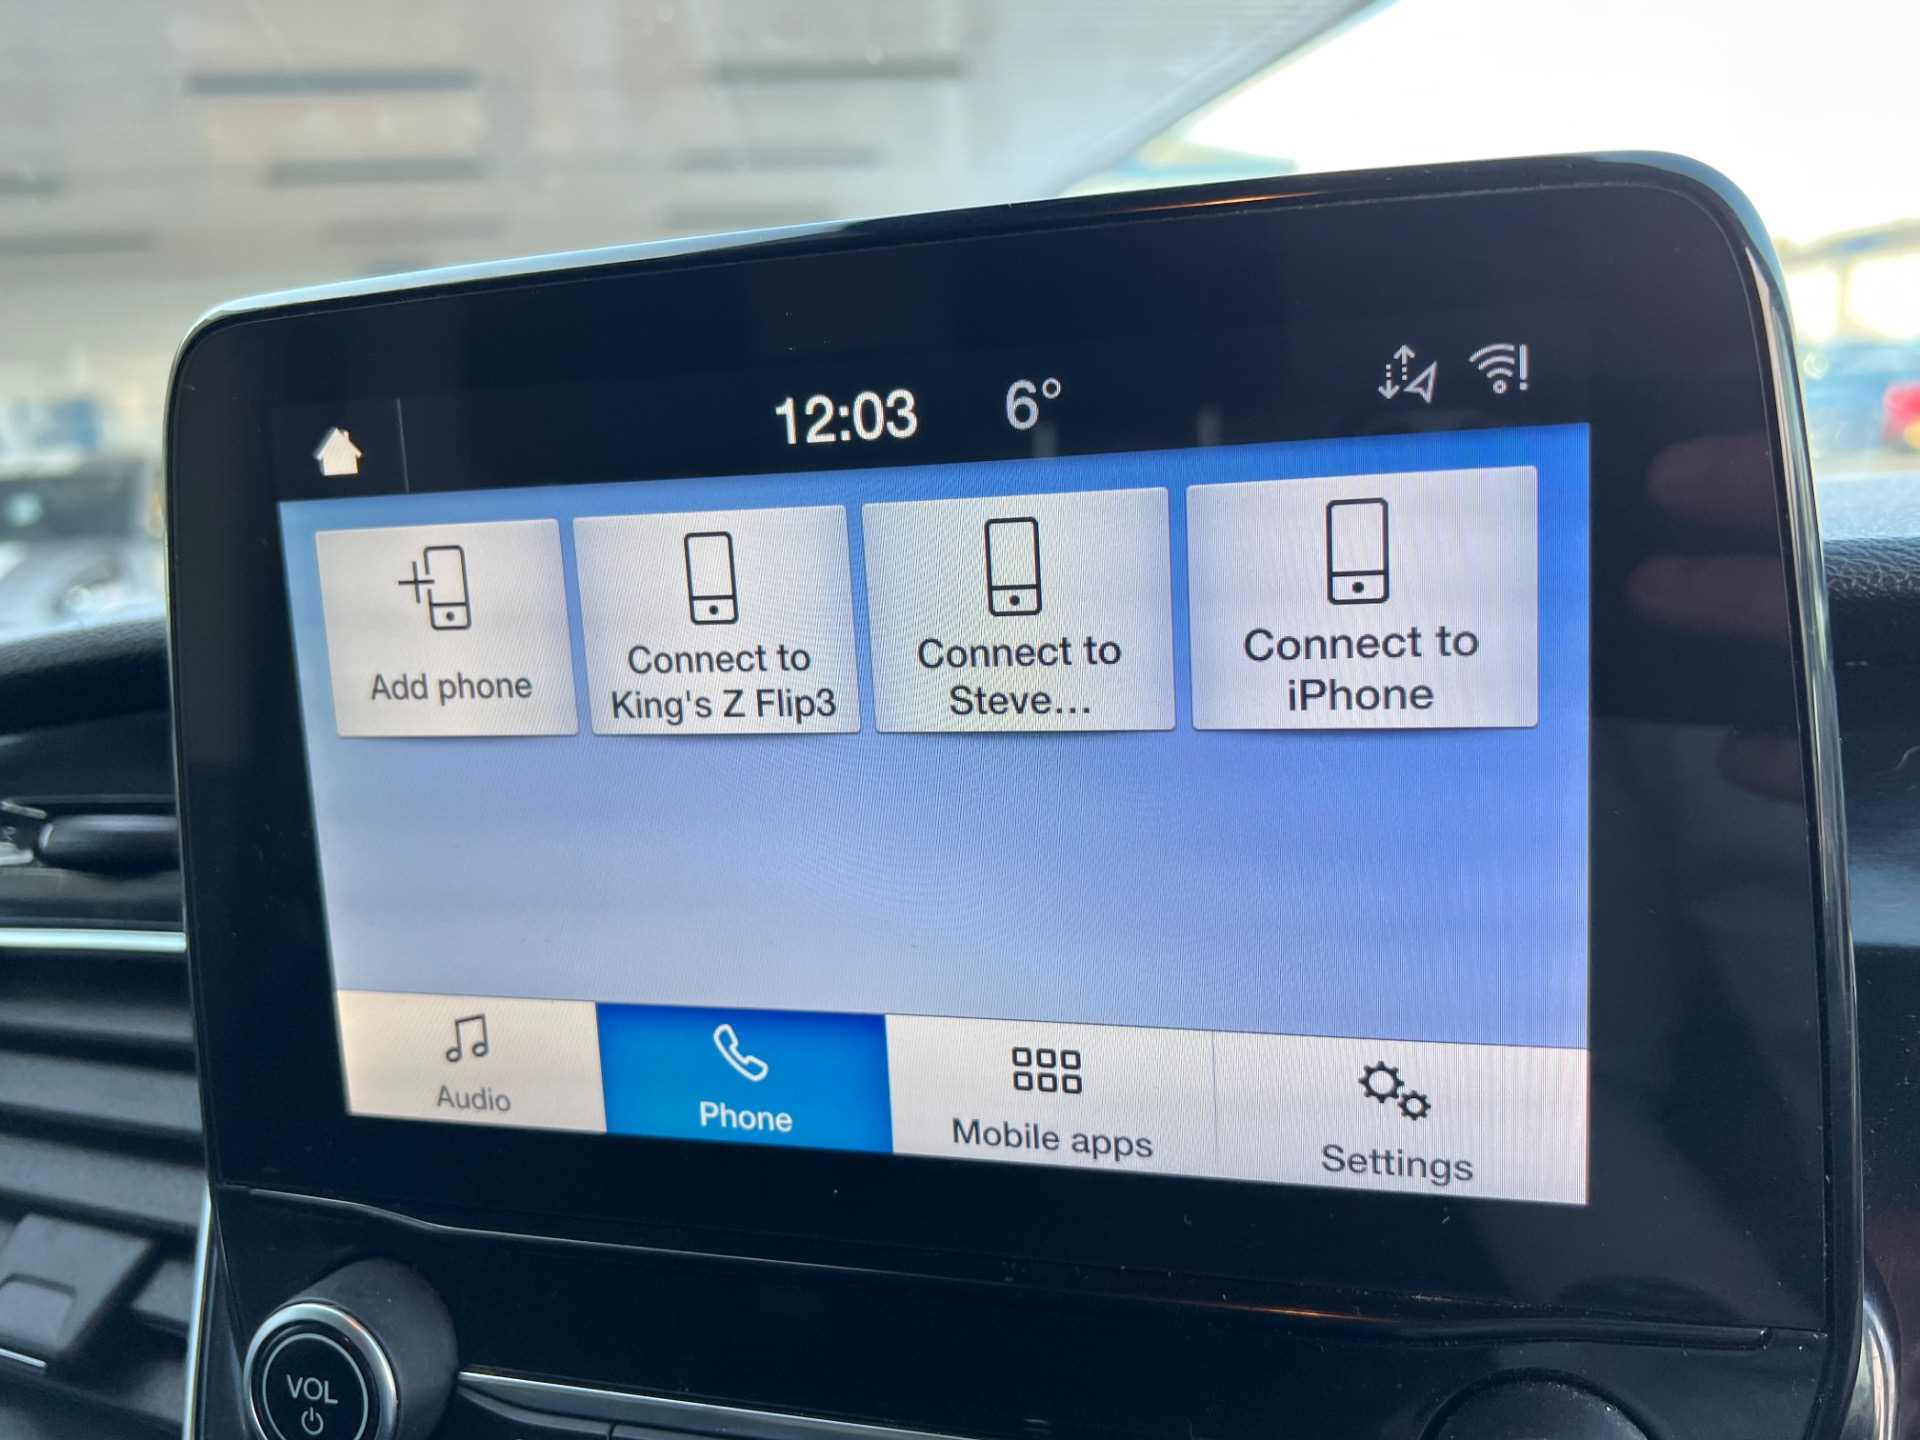 12:03 6°
Add phone
Connect to
King's Z Flip3
Connect to
Steve...
Connect to
iPhone
Audio
Phone
Mobile apps
Settings
VOL